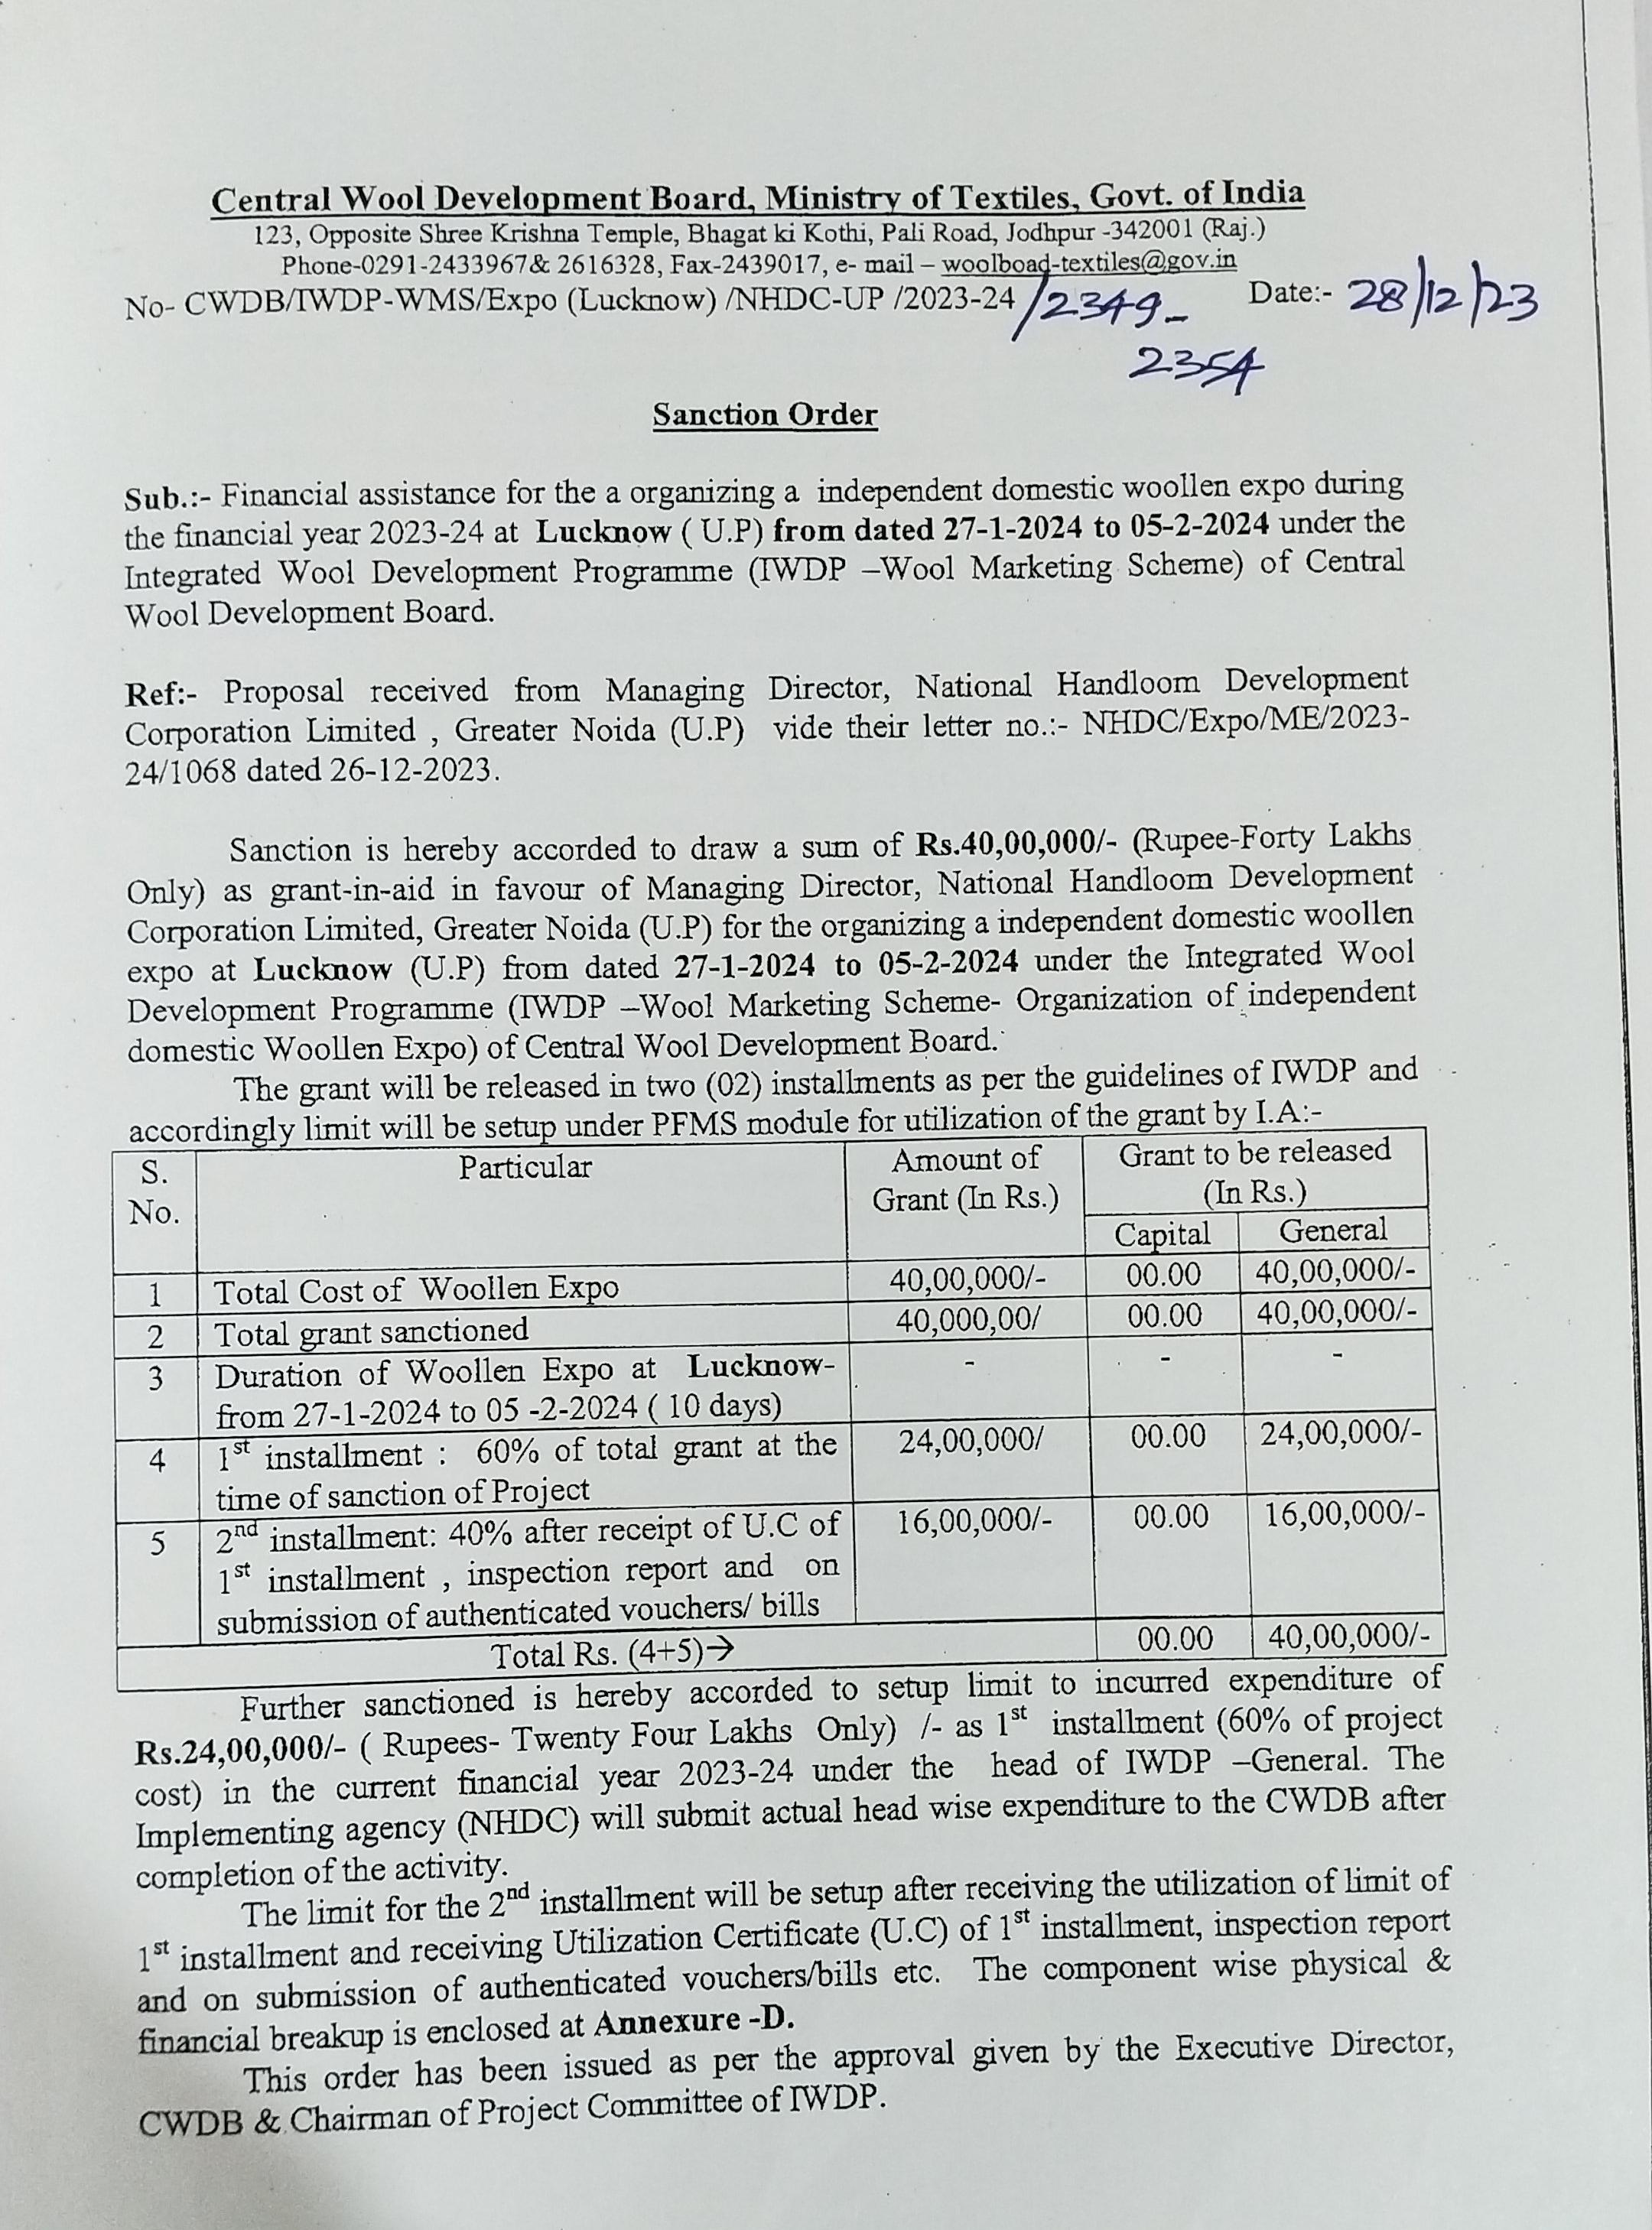 Central Wool Development Board, Ministry of Textiles, Govt. of India
123, Opposite Shree Krishna Temple, Bhagat ki Kothi, Pali Road, Jodhpur -342001 (Raj.)
Phone-0291-2433967& 2616328, Fax-2439017, e- mail – woolboad-textiles@gov.in
No- CWDB/IWDP-WMS/Expo (Lucknow) /NHDC-UP /2023-24 /2349- Date:- 28/12/23
2354
Sanction Order
Sub.:- Financial assistance for the a organizing a independent domestic woollen expo during
the financial year 2023-24 at Lucknow ( U.P) from dated 27-1-2024 to 05-2-2024 under the
Integrated Wool Development Programme (IWDP –Wool Marketing Scheme) of Central
Wool Development Board.
Ref:- Proposal received from Managing Director, National Handloom Development
Corporation Limited , Greater Noida (U.P) vide their letter no.:- NHDC/Expo/ME/2023-
24/1068 dated 26-12-2023.
Sanction is hereby accorded to draw a sum of Rs.40,00,000/- (Rupee-Forty Lakhs
Only) as grant-in-aid in favour of Managing Director, National Handloom Development
Corporation Limited, Greater Noida (U.P) for the organizing a independent domestic woollen
expo at Lucknow (U.P) from dated 27-1-2024 to 05-2-2024 under the Integrated Wool
Development Programme (IWDP –Wool Marketing Scheme- Organization of independent
domestic Woollen Expo) of Central Wool Development Board.
The grant will be released in two (02) installments as per the guidelines of IWDP and
accordingly limit will be setup under PFMS module for utilization of the grant by I.A:-
S. No. Particular Amount of Grant (In Rs.) Grant to be released (In Rs.)
Capital General
1 Total Cost of Woollen Expo 40,00,000/- 00.00 40,00,000/-
2 Total grant sanctioned 40,000,00/ 00.00 40,00,000/-
3 Duration of Woollen Expo at Lucknow- - - -
from 27-1-2024 to 05 -2-2024 ( 10 days)
4 1st installment : 60% of total grant at the 24,00,000/ 00.00 24,00,000/-
time of sanction of Project
5 2nd installment: 40% after receipt of U.C of 16,00,000/- 00.00 16,00,000/-
1st installment , inspection report and on
submission of authenticated vouchers/ bills
Total Rs. (4+5)→ 00.00 40,00,000/-
Further sanctioned is hereby accorded to setup limit to incurred expenditure of
Rs.24,00,000/- ( Rupees- Twenty Four Lakhs Only) /- as 1st installment (60% of project
cost) in the current financial year 2023-24 under the head of IWDP –General. The
Implementing agency (NHDC) will submit actual head wise expenditure to the CWDB after
completion of the activity.
The limit for the 2nd installment will be setup after receiving the utilization of limit of
1st installment and receiving Utilization Certificate (U.C) of 1st installment, inspection report
and on submission of authenticated vouchers/bills etc. The component wise physical &
financial breakup is enclosed at Annexure -D.
This order has been issued as per the approval given by the Executive Director,
CWDB & Chairman of Project Committee of IWDP.